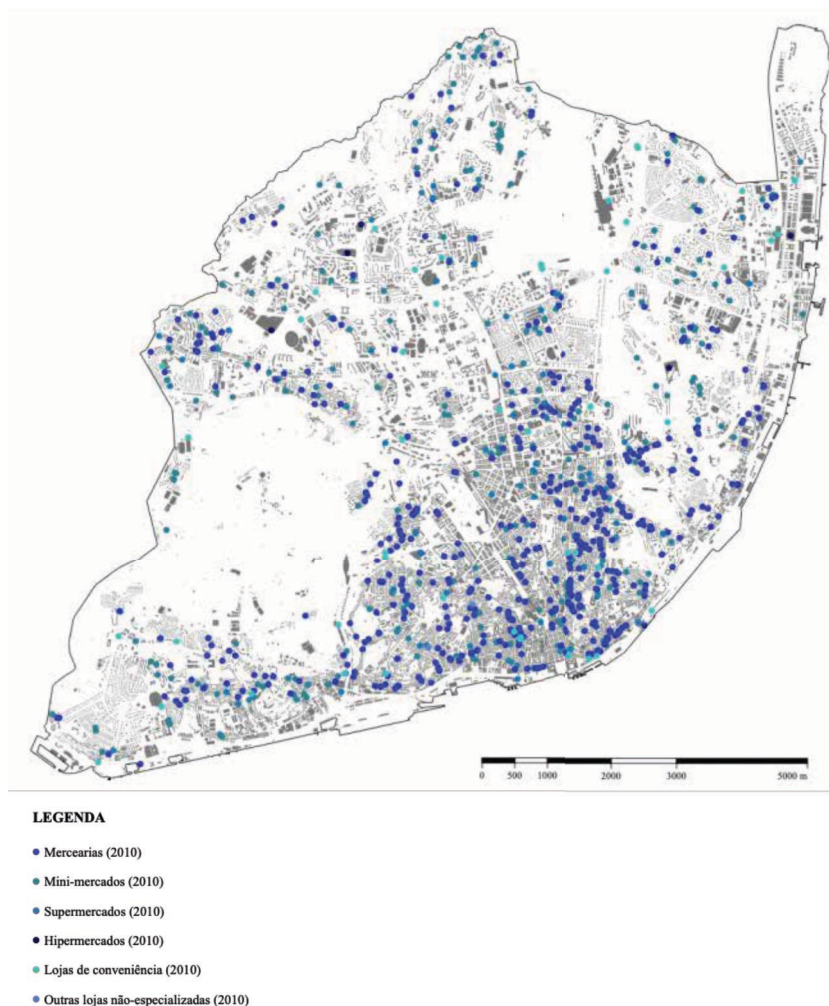 0 500 1000 2000 3000 5000 m
LEGENDA
Mercearias (2010)
Mini-mercados (2010)
Supermercados (2010)
Hipermercados (2010)
Lojas de conveniência (2010)
Outras lojas não-especializadas (2010)